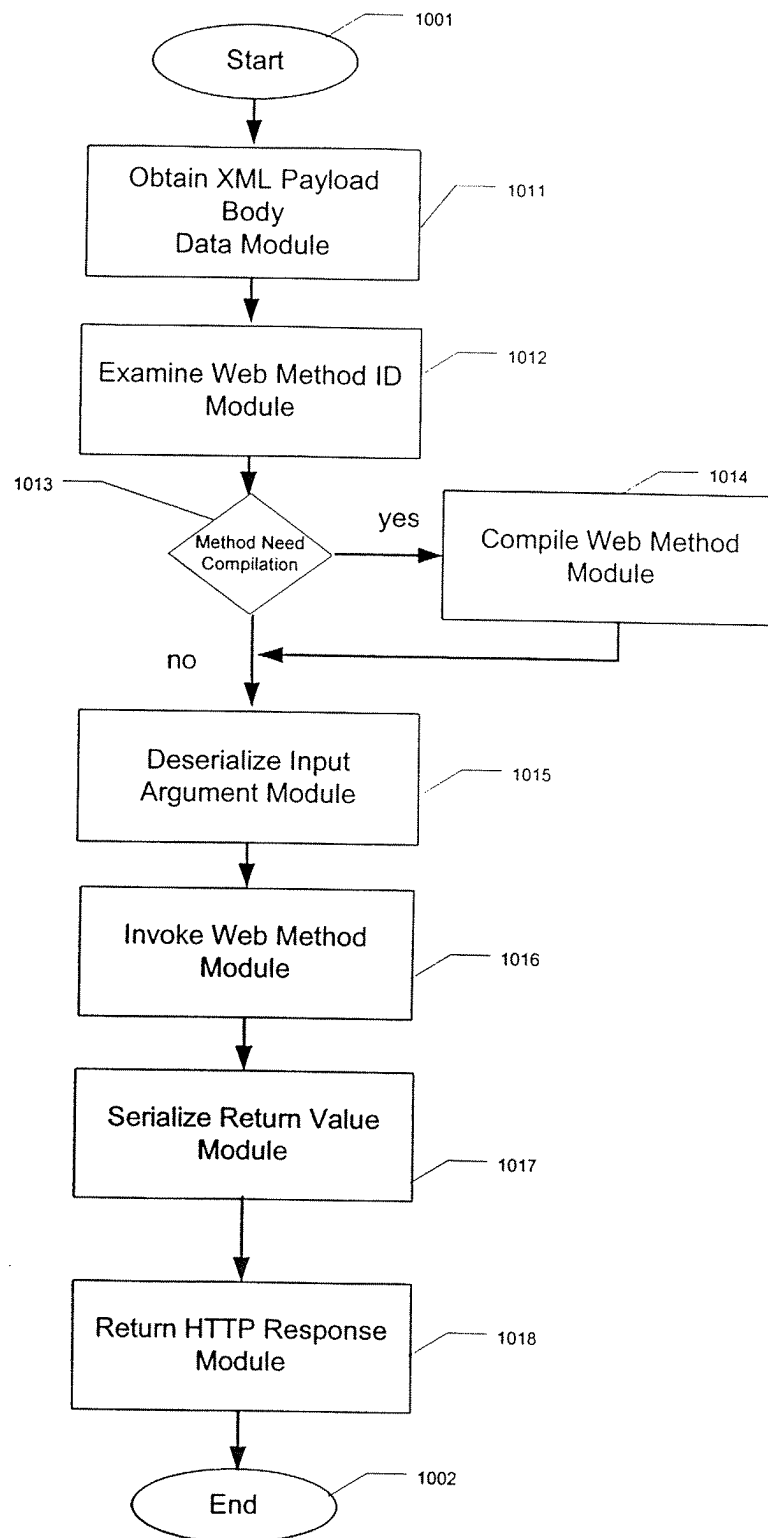 1001
Start
Obtain XML Payload
Body
Data Module
1011
Examine Web Method ID
Module
1012
1013
Method Need
Compilation
yes
1014
Compile Web Method
Module
no
Deserialize Input
Argument Module
1015
Invoke Web Method
Module
1016
Serialize Return Value
Module
1017
Return HTTP Response
Module
1018
End
1002